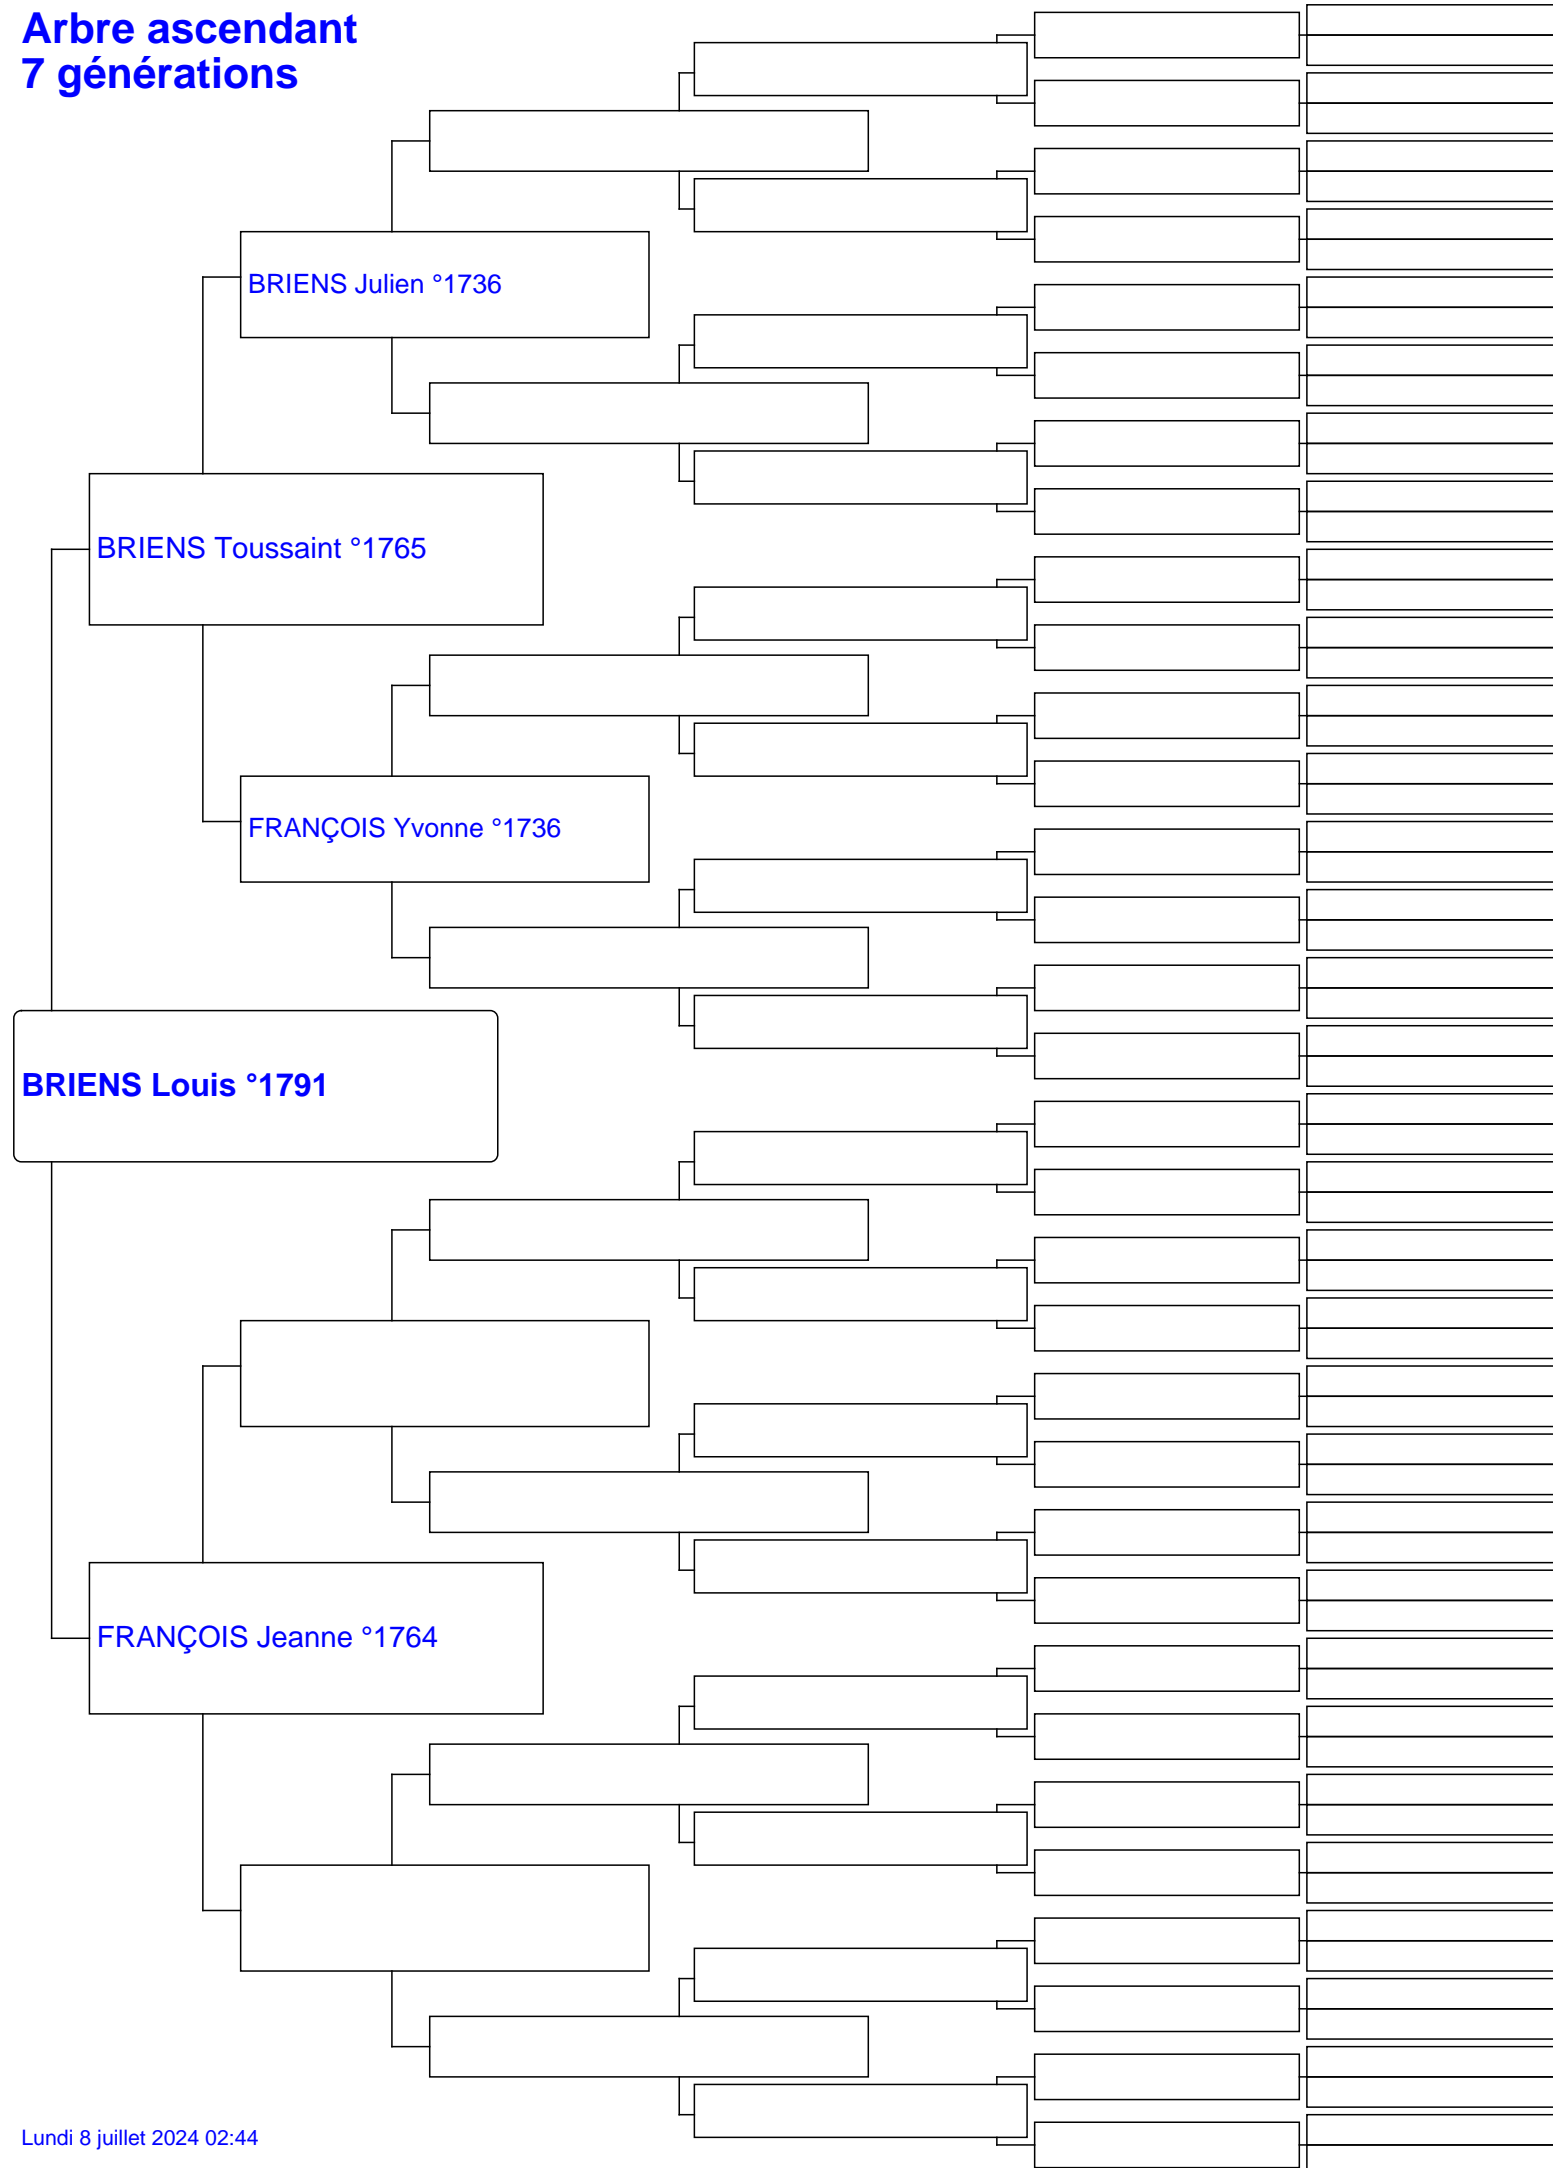 Arbre ascendant
7 générations
BRIENS Julien °1736
BRIENS Toussaint °1765
FRANÇOIS Yvonne °1736
BRIENS Louis °1791
FRANÇOIS Jeanne °1764
Lundi 8 juillet 2024 02:44